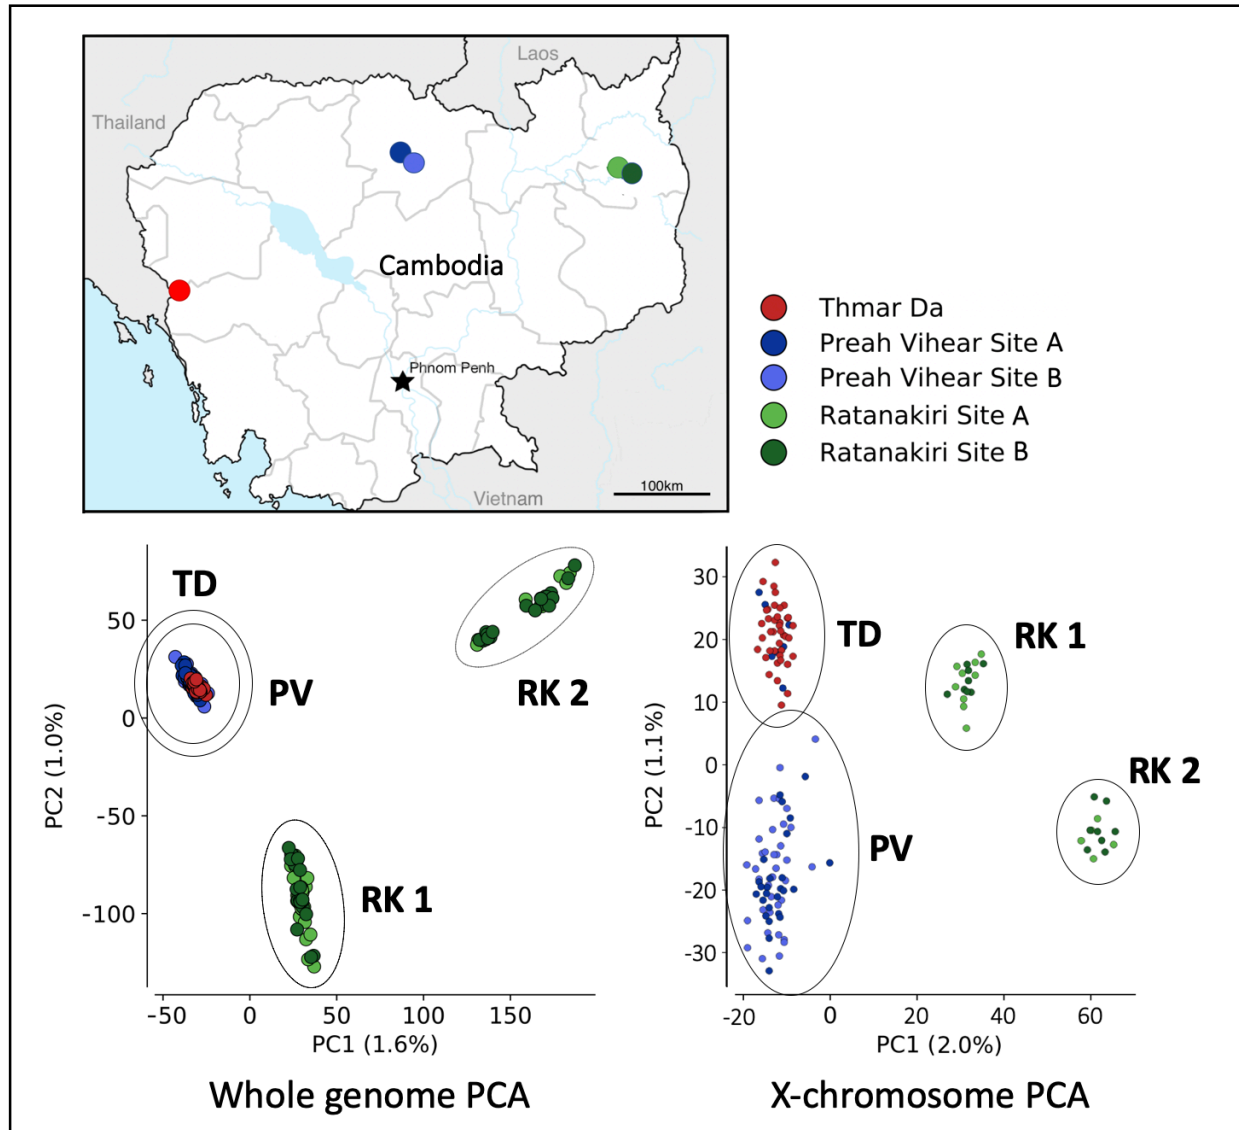 Laos
Thailand
Cambodia
Phnom Penh
Vietnam
100km
Thmar Da
Preah Vihear Site A
Preah Vihear Site B
Ratanakiri Site A
Ratanakiri Site B
TD
PV
RK 2
RK 1
50
0
-50
-100
PC2 (1.0%)
-50 0 50 100 150
PC1 (1.6%)
Whole genome PCA
TD
RK 1
RK 2
PV
30
20
10
0
-10
-20
-30
PC2 (1.1%)
-20 0 20 40 60
PC1 (2.0%)
X-chromosome PCA